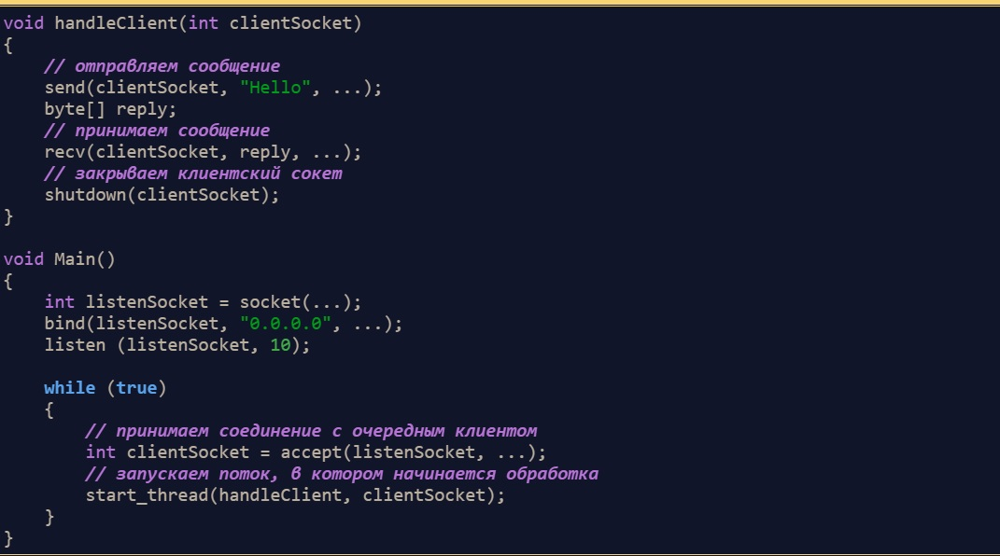 void handleClient(int clientSocket)
{
    // отправляем сообщение
    send(clientSocket, "Hello", ...);
    byte[] reply;
    // принимаем сообщение
    recv(clientSocket, reply, ...);
    // закрываем клиентский сокет
    shutdown(clientSocket);
}

void Main()
{
    int listenSocket = socket(...);
    bind(listenSocket, "0.0.0.0", ...);
    listen (listenSocket, 10);

    while (true)
    {
        // принимаем соединение с очередным клиентом
        int clientSocket = accept(listenSocket, ...);
        // запускаем поток, в котором начинается обработка
        start_thread(handleClient, clientSocket);
    }
}